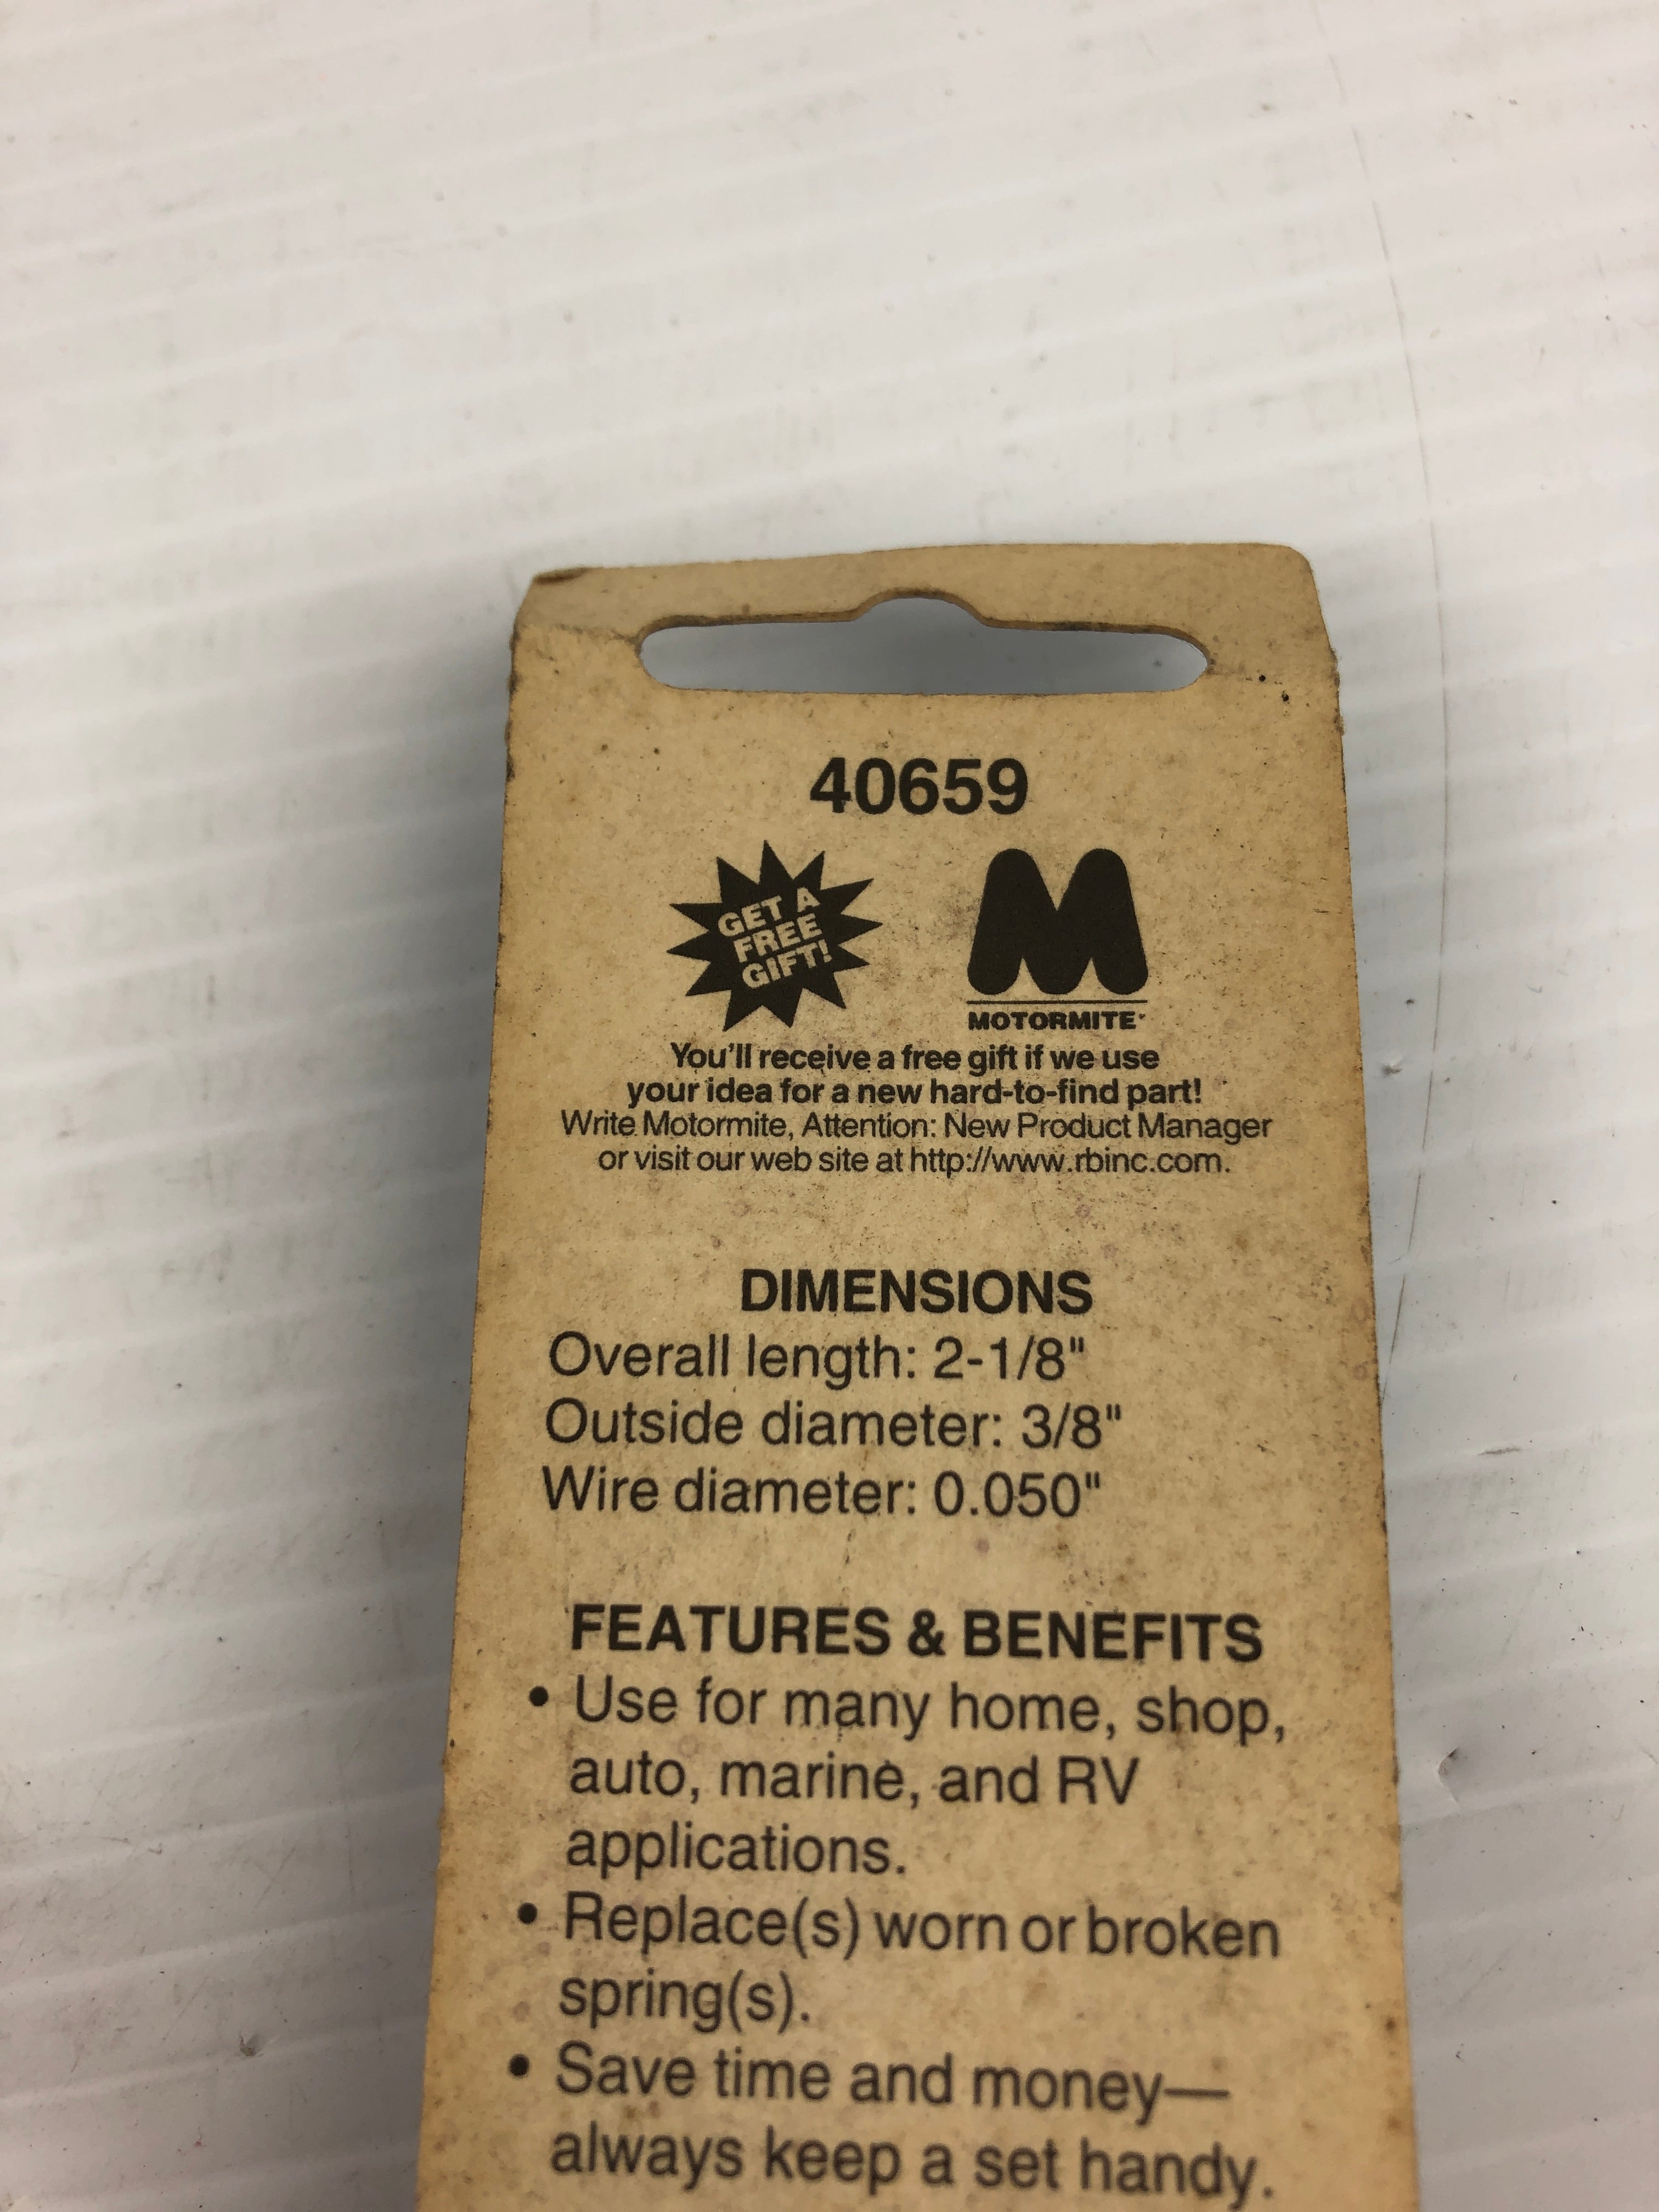 40659
GET A
FREE
GIFT!
MOTORMITE
You'll receive a free gift if we use
your idea for a new hard-to-find part!
Write Motormite, Attention: New Product Manager
or visit our web site at http://www.rbinc.com.
DIMENSIONS
Overall length: 2-1/8"
Outside diameter: 3/8"
Wire diameter: 0.050"
FEATURES & BENEFITS
• Use for many home, shop,
auto, marine, and RV
applications.
• Replace(s) worn or broken
spring(s).
• Save time and money—
always keep a set handy.